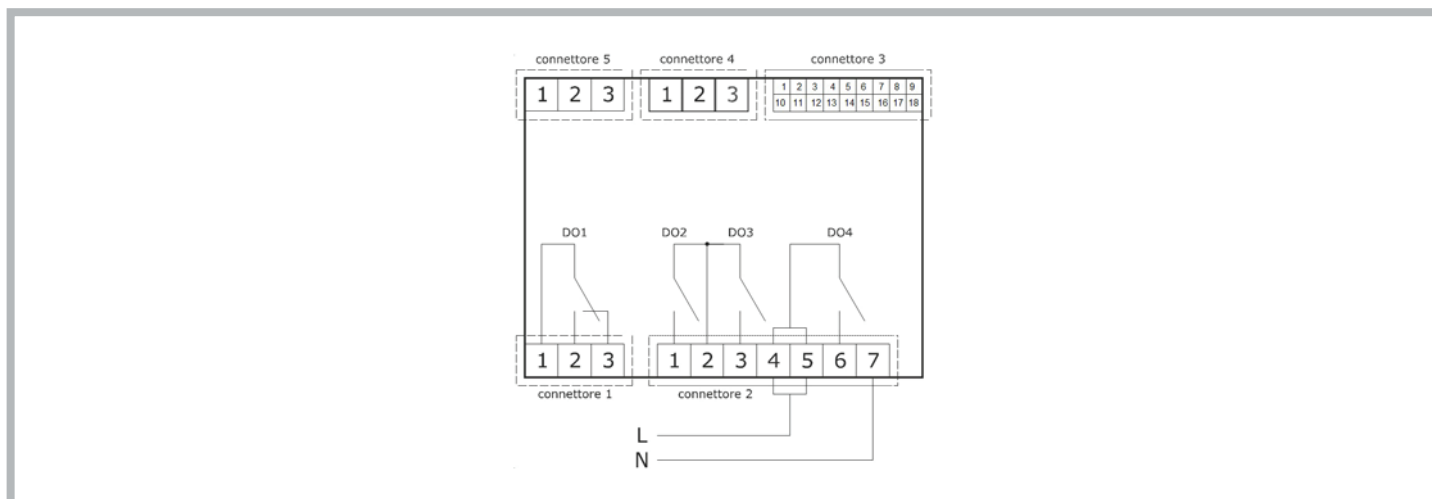 connettore 5 connettore 4 connettore 3
1 2 3 1 2 3 1 2 3 4 5 6 7 8 9
10 11 12 13 14 15 16 17 18
DO1 DO2 DO3 DO4
1 2 3 1 2 3 4 5 6 7
connettore 1 connettore 2
L
N